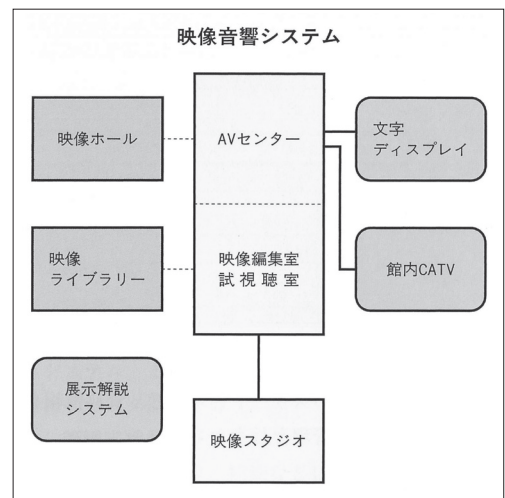 映像音響システム
映像ホール
AVセンター
文字
ディスプレイ
映像
ライブラリー
映像編集室
試視聴室
館内CATV
展示解説
システム
映像スタジオ